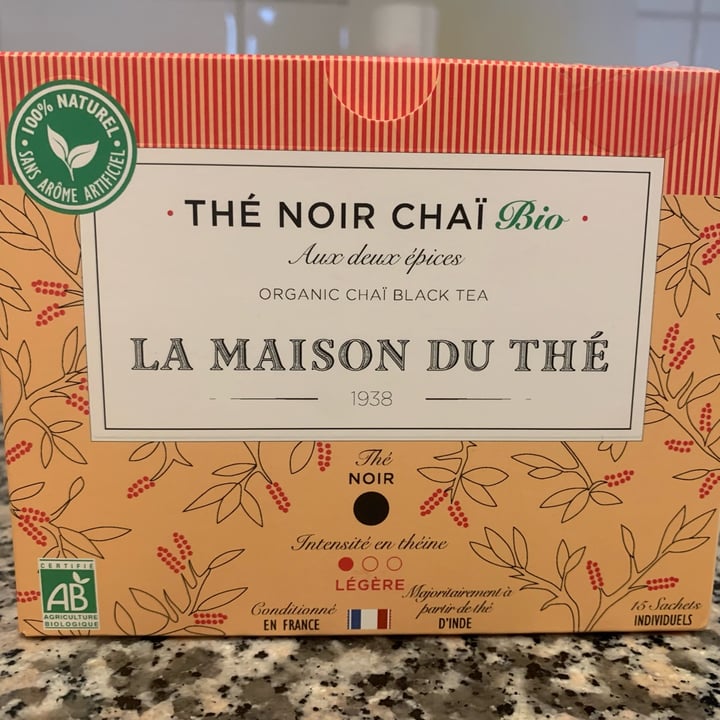 100% NATUREL
SANS ARÔME ARTIFICIEL
THÉ NOIR CHAÏ Bio
Aux deux épices
ORGANIC CHAÏ BLACK TEA
LA MAISON DU THÉ
1938
Thé
NOIR
Intensité en théine
LÉGÈRE
CERTIFIÉ
AB
AGRICULTURE
BIOLOGIQUE
Conditionné
EN FRANCE
Majoritairement à
partir de thé
D'INDE
15 Sachets
INDIVIDUELS